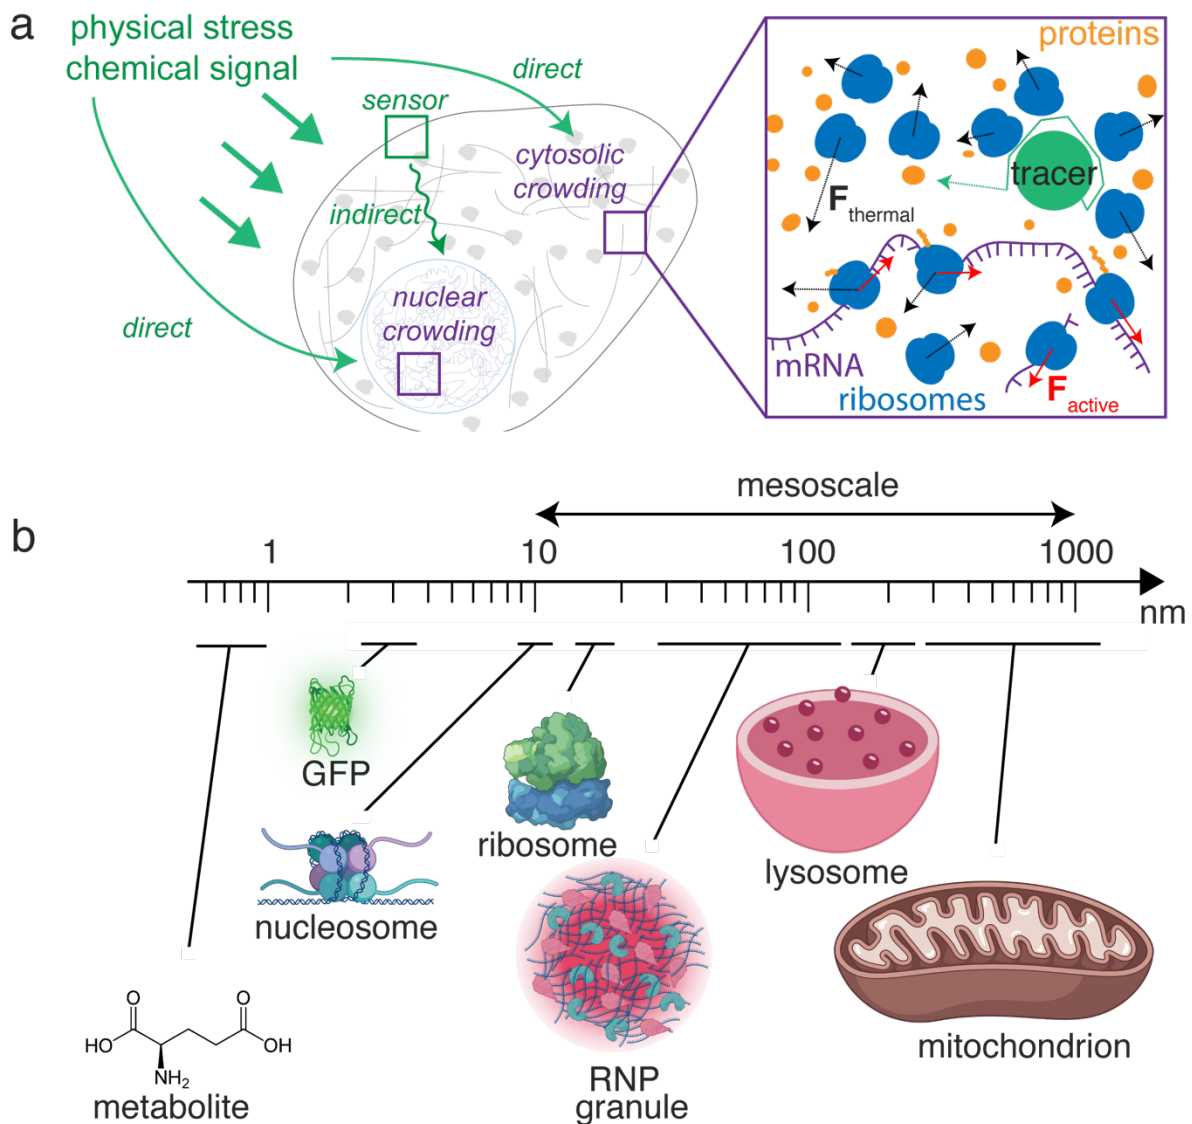 a
physical stress
chemical signal
direct
sensor
cytosolic
crowding
indirect
nuclear
crowding
direct
proteins
tracer
F thermal
mRNA
ribosomes
F active
mesoscale
b
1 10 100 1000
nm
GFP
nucleosome
ribosome
lysosome
RNP
granule
mitochondrion
O O
HO OH
NH2
metabolite